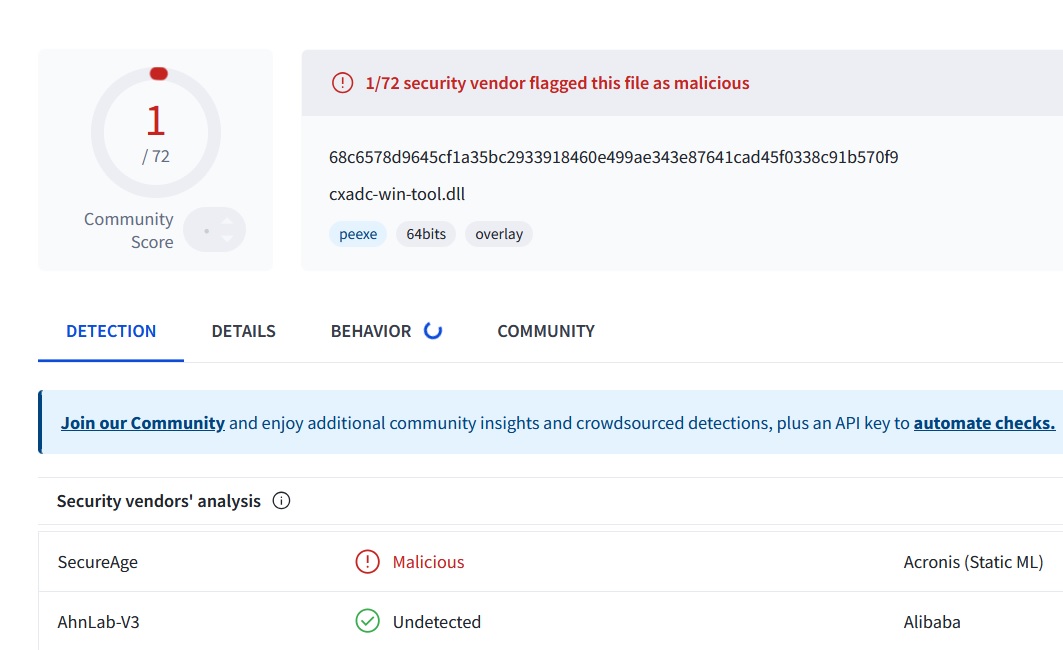 1
/ 72
Community
Score
1/72 security vendor flagged this file as malicious
68c6578d9645cf1a35bc2933918460e499ae343e87641cad45f0338c91b570f9
cxadc-win-tool.dll
peexe 64bits overlay
DETECTION DETAILS BEHAVIOR COMMUNITY
Join our Community and enjoy additional community insights and crowdsourced detections, plus an API key to automate checks.
Security vendors' analysis
SecureAge Malicious Acronis (Static ML)
AhnLab-V3 Undetected Alibaba